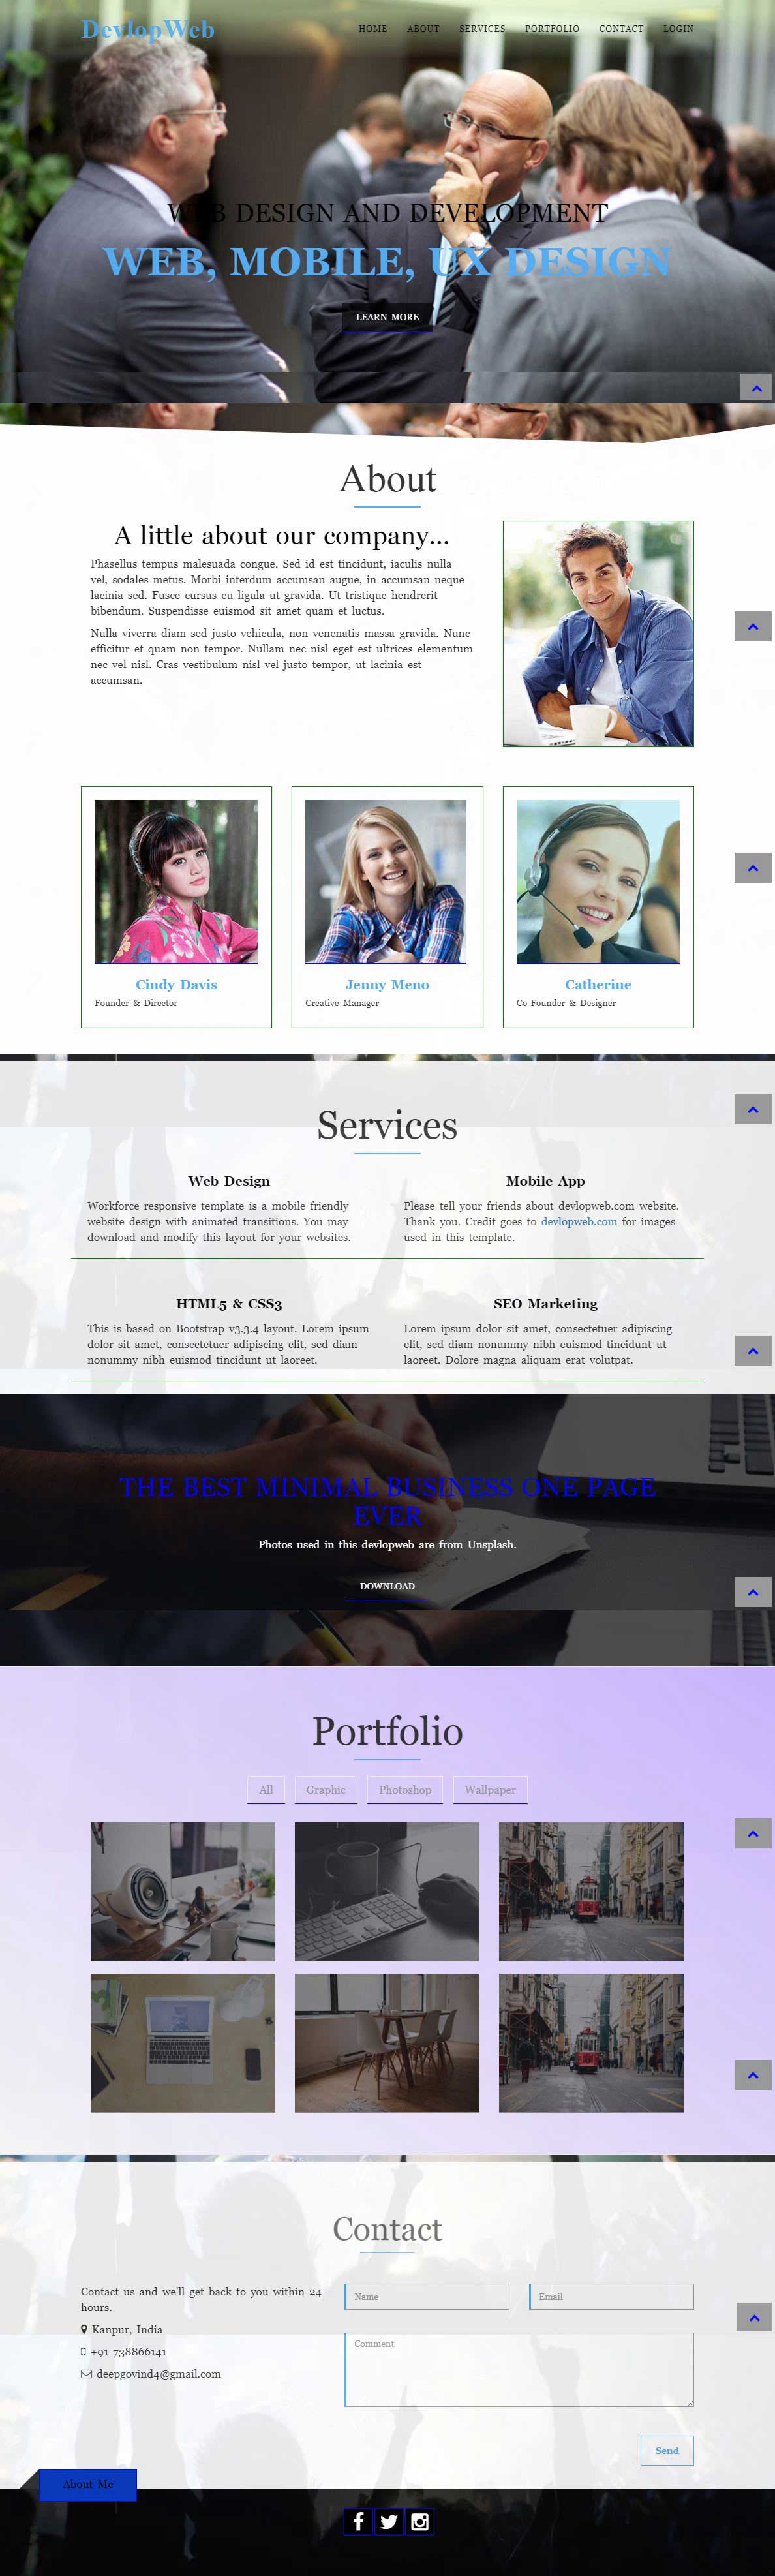 DevlopWeb
HOME ABOUT SERVICES PORTFOLIO CONTACT LOGIN
WEB DESIGN AND DEVELOPMENT
WEB, MOBILE, UX DESIGN
LEARN MORE
About
A little about our company...
Phasellus tempus malesuada congue. Sed id est tincidunt, iaculis nulla
vel, sodales metus. Morbi interdum accumsan augue, in accumsan neque
lacinia sed. Fusce cursus eu ligula ut gravida. Ut tristique hendrerit
bibendum. Suspendisse euismod sit amet quam et luctus.
Nulla viverra diam sed justo vehicula, non venenatis massa gravida. Nunc
efficitur et quam non tempor. Nullam nec nisl eget est ultrices elementum
nec vel nisl. Cras vestibulum nisl vel justo tempor, ut lacinia est
accumsan.
Cindy Davis
Founder & Director
Jenny Meno
Creative Manager
Catherine
Co-Founder & Designer
Services
Web Design
Workforce responsive template is a mobile friendly
website design with animated transitions. You may
download and modify this layout for your websites.
Mobile App
Please tell your friends about devlopweb.com website.
Thank you. Credit goes to devlopweb.com for images
used in this template.
HTML5 & CSS3
This is based on Bootstrap v3.3.4 layout. Lorem ipsum
dolor sit amet, consectetuer adipiscing elit, sed diam
nonummy nibh euismod tincidunt ut laoreet.
SEO Marketing
Lorem ipsum dolor sit amet, consectetuer adipiscing
elit, sed diam nonummy nibh euismod tincidunt ut
laoreet. Dolore magna aliquam erat volutpat.
THE BEST MINIMAL BUSINESS ONE PAGE
EVER
Photos used in this devlopweb are from Unsplash.
DOWNLOAD
Portfolio
All Graphic Photoshop Wallpaper
Contact
Contact us and we'll get back to you within 24
hours.
Kanpur, India
+91 738866141
deepgovind4@gmail.com
Name
Email
Comment
Send
About Me